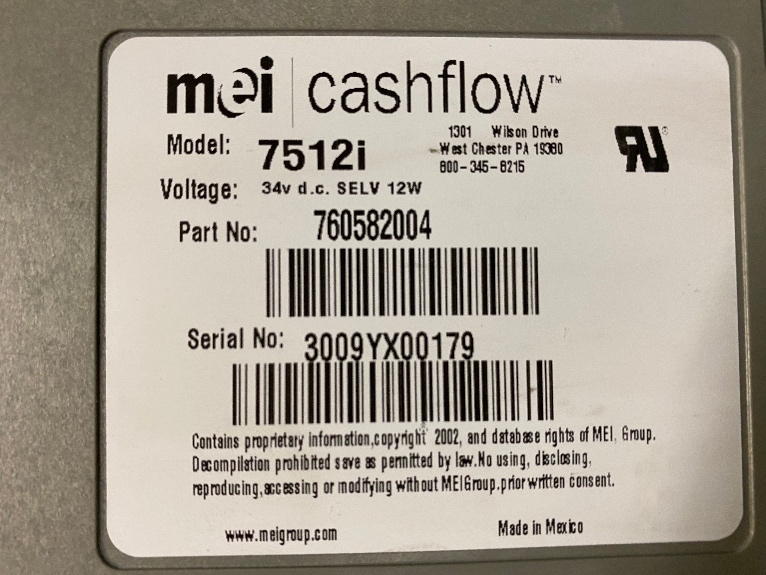 mei | cashflow™
Model: 7512i
1301 Wilson Drive
West Chester PA 19380
800-345-8215
Voltage: 34v d.c. SELV 12W
Part No: 760582004
Serial No: 3009YX00179
Contains proprietary information,copyright 2002, and database rights of MEI, Group.
Decompilation prohibited save as permitted by law.No using, disclosing,
reproducing,accessing or modifying without MEIGroup.prior written consent.
www.meigroup.com
Made in Mexico